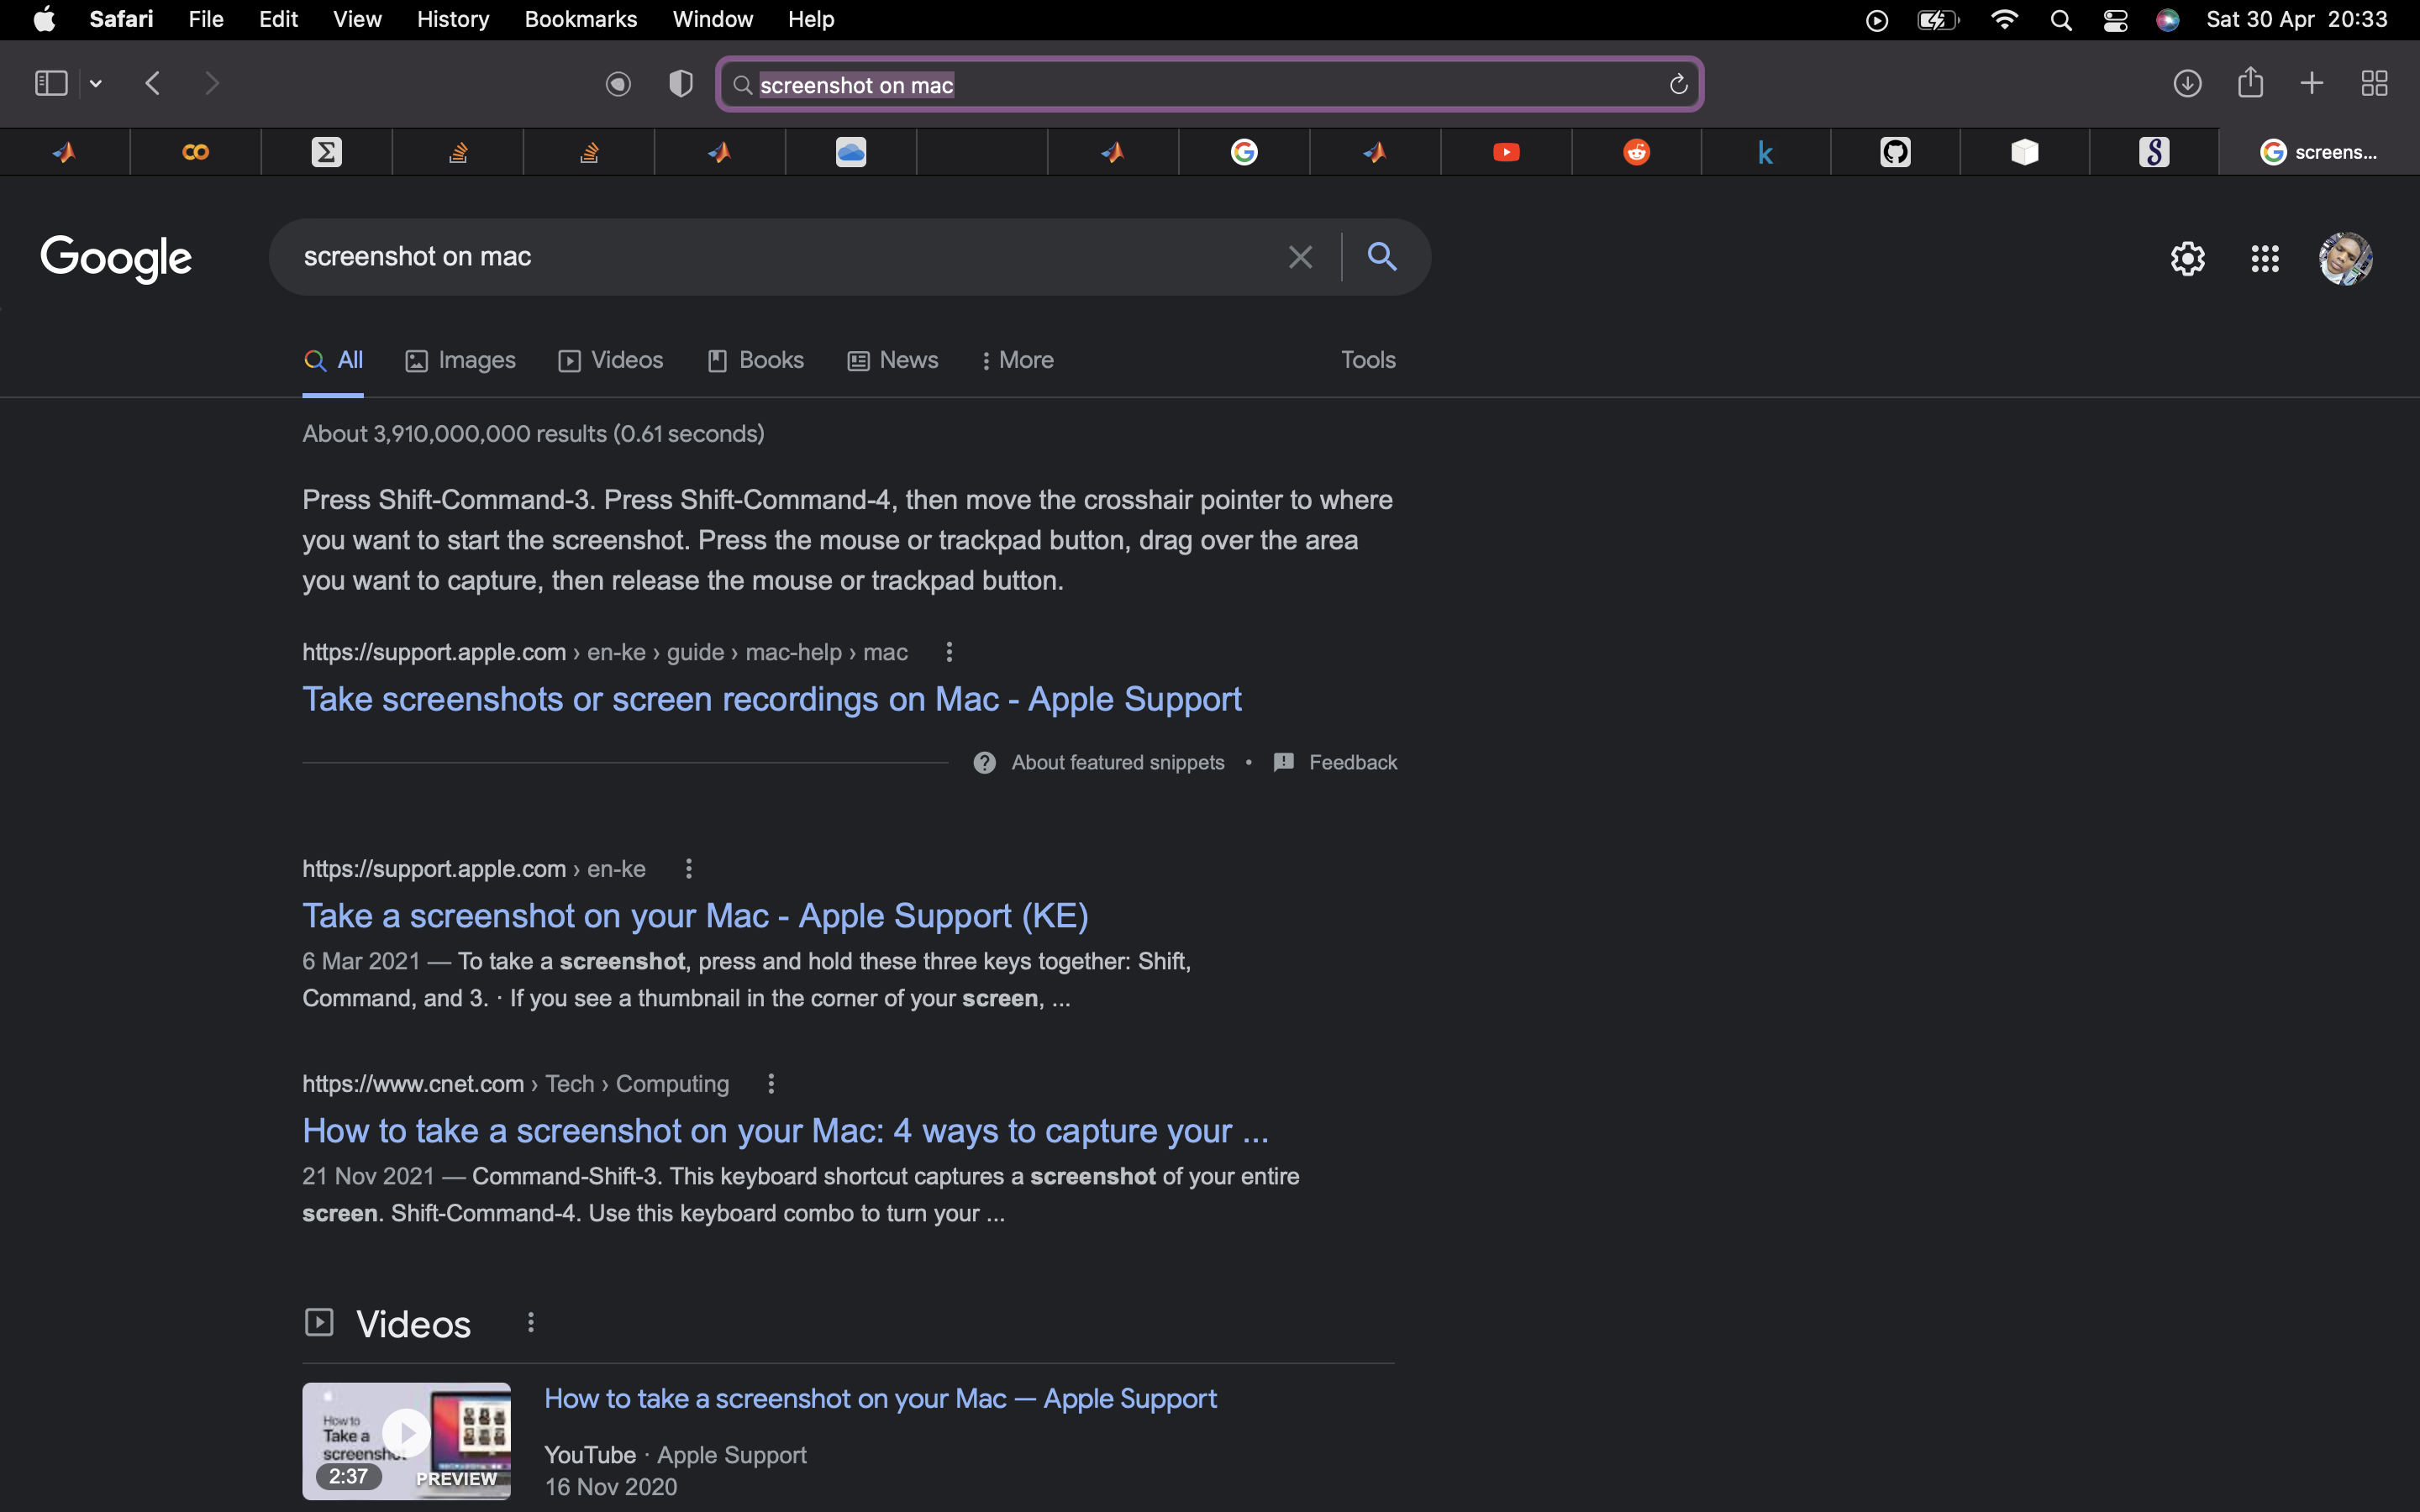 Safari File Edit View History Bookmarks Window Help Sat 30 Apr 20:33
screenshot on mac
screens...
Google screenshot on mac
All Images Videos Books News More Tools
About 3,910,000,000 results (0.61 seconds)
Press Shift-Command-3. Press Shift-Command-4, then move the crosshair pointer to where
you want to start the screenshot. Press the mouse or trackpad button, drag over the area
you want to capture, then release the mouse or trackpad button.
https://support.apple.com › en-ke › guide › mac-help › mac
Take screenshots or screen recordings on Mac - Apple Support
About featured snippets • Feedback
https://support.apple.com › en-ke
Take a screenshot on your Mac - Apple Support (KE)
6 Mar 2021 — To take a screenshot, press and hold these three keys together: Shift,
Command, and 3. · If you see a thumbnail in the corner of your screen, ...
https://www.cnet.com › Tech › Computing
How to take a screenshot on your Mac: 4 ways to capture your ...
21 Nov 2021 — Command-Shift-3. This keyboard shortcut captures a screenshot of your entire
screen. Shift-Command-4. Use this keyboard combo to turn your ...
Videos
How to
Take a
screenshot
2:37 PREVIEW
How to take a screenshot on your Mac — Apple Support
YouTube · Apple Support
16 Nov 2020